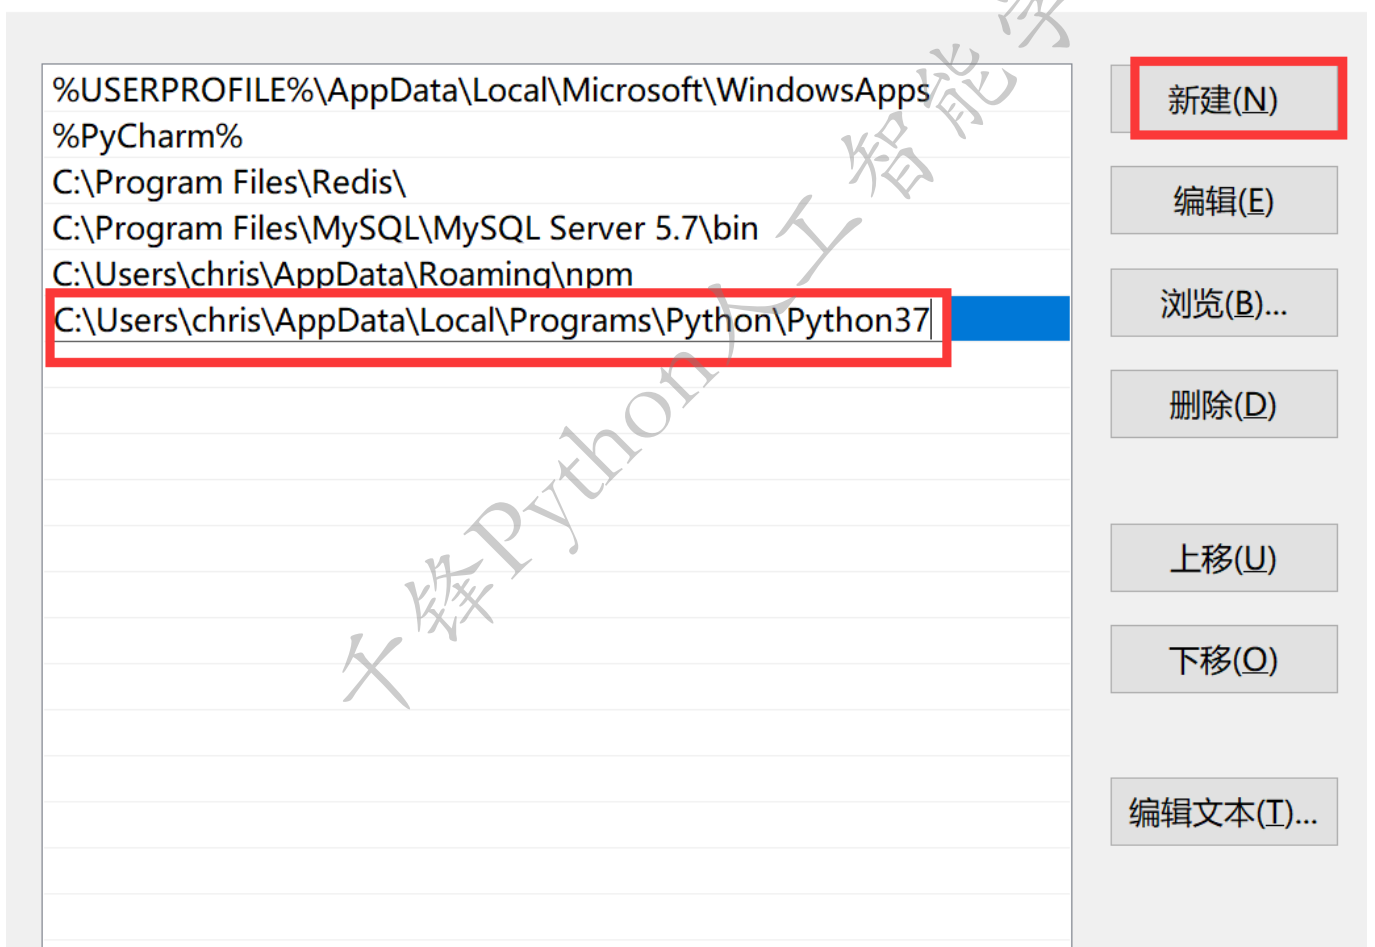 %USERPROFILE%\AppData\Local\Microsoft\WindowsApps
%PyCharm%
C:\Program Files\Redis\
C:\Program Files\MySQL\MySQL Server 5.7\bin
C:\Users\chris\AppData\Roaming\npm
C:\Users\chris\AppData\Local\Programs\Python\Python37
新建(N)
编辑(E)
浏览(B)...
删除(D)
上移(U)
下移(O)
编辑文本(T)...
千锋Python人工智能学